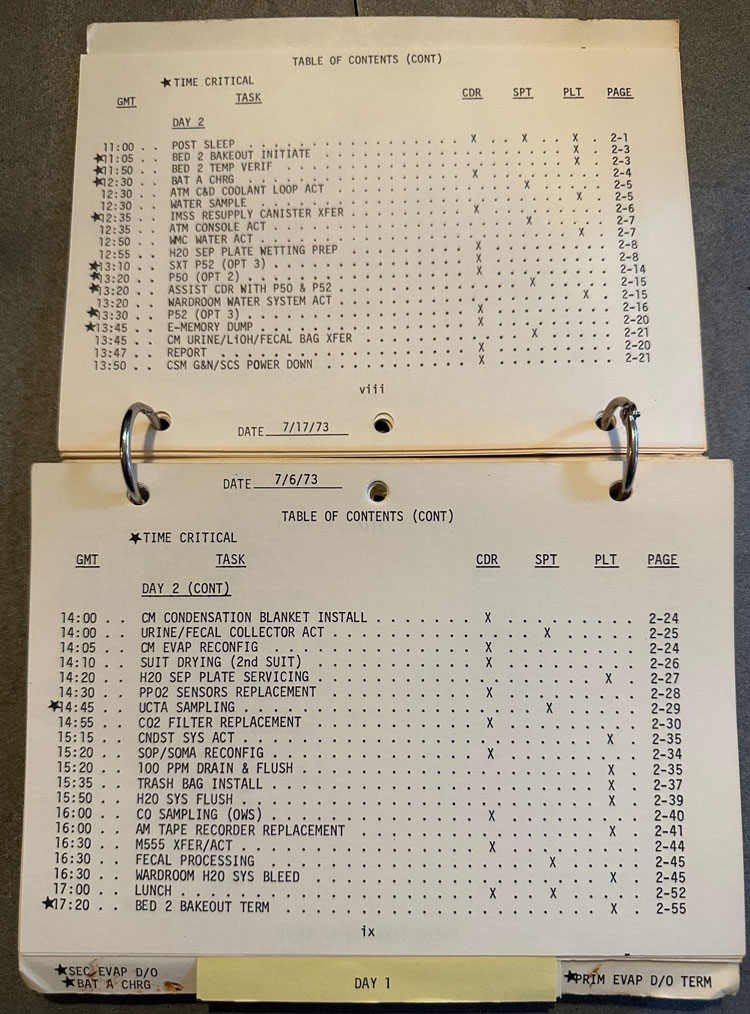 TABLE OF CONTENTS (CONT)
★TIME CRITICAL
GMT TASK CDR SPT PLT PAGE
DAY 2
11:00 . . POST SLEEP X X X 2-1
★11:05 . . BED 2 BAKEOUT INITIATE X 2-3
★11:50 . . BED 2 TEMP VERIF X 2-3
★12:30 . . BAT A CHRG X 2-4
12:30 . . ATM C&D COOLANT LOOP ACT X 2-5
12:30 . . WATER SAMPLE X 2-5
★12:35 . . IMSS RESUPPLY CANISTER XFER X 2-6
12:35 . . ATM CONSOLE ACT X 2-7
12:50 . . WMC WATER ACT X 2-7
12:55 . . H2O SEP PLATE WETTING PREP X 2-8
★13:10 . . SXT P52 (OPT 3) X 2-8
★13:20 . . P50 (OPT 2) X 2-14
★13:20 . . ASSIST CDR WITH P50 & P52 X 2-15
13:20 . . WARDROOM WATER SYSTEM ACT X 2-15
★13:30 . . P52 (OPT 3) X 2-16
★13:45 . . E-MEMORY DUMP X 2-20
13:45 . . CM URINE/LiOH/FECAL BAG XFER X 2-21
13:47 . . REPORT X 2-20
13:50 . . CSM G&N/SCS POWER DOWN X 2-21
viii
DATE 7/17/73
DATE 7/6/73
TABLE OF CONTENTS (CONT)
★TIME CRITICAL
GMT TASK CDR SPT PLT PAGE
DAY 2 (CONT)
14:00 . . CM CONDENSATION BLANKET INSTALL X 2-24
14:00 . . URINE/FECAL COLLECTOR ACT X 2-25
14:05 . . CM EVAP RECONFIG X 2-24
14:10 . . SUIT DRYING (2nd SUIT) X 2-26
14:20 . . H2O SEP PLATE SERVICING X 2-27
14:30 . . PPO2 SENSORS REPLACEMENT X 2-28
★14:45 . . UCTA SAMPLING X 2-29
14:55 . . CO2 FILTER REPLACEMENT X 2-30
15:15 . . CNDST SYS ACT X 2-35
15:20 . . SOP/SOMA RECONFIG X 2-34
15:20 . . 100 PPM DRAIN & FLUSH X 2-35
15:35 . . TRASH BAG INSTALL X 2-37
15:50 . . H2O SYS FLUSH X 2-39
16:00 . . CO SAMPLING (OWS) X 2-40
16:00 . . AM TAPE RECORDER REPLACEMENT X 2-41
16:30 . . M555 XFER/ACT X 2-44
16:30 . . FECAL PROCESSING X 2-45
16:30 . . WARDROOM H2O SYS BLEED X 2-45
17:00 . . LUNCH X X 2-52
★17:20 . . BED 2 BAKEOUT TERM X 2-55
ix
★SEC EVAP D/O
★BAT A CHRG
DAY 1
★PRIM EVAP D/O TERM